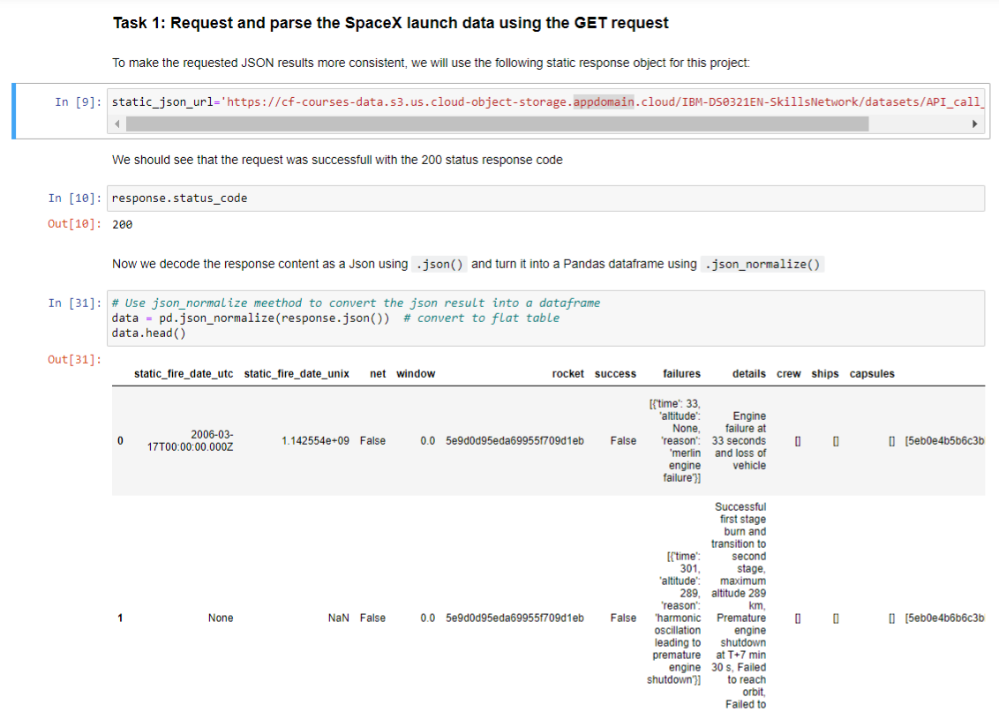 Task 1: Request and parse the SpaceX launch data using the GET request
To make the requested JSON results more consistent, we will use the following static response object for this project:
In [9]: static_json_url='https://cf-courses-data.s3.us.cloud-object-storage.appdomain.cloud/IBM-DS0321EN-SkillsNetwork/datasets/API_call_
We should see that the request was successfull with the 200 status response code
In [10]: response.status_code
Out[10]: 200
Now we decode the response content as a Json using .json() and turn it into a Pandas dataframe using .json_normalize()
In [31]: # Use json_normalize meethod to convert the json result into a dataframe
data = pd.json_normalize(response.json())  # convert to flat table
data.head()
Out[31]:
static_fire_date_utc static_fire_date_unix net window rocket success failures details crew ships capsules
0 2006-03-17T00:00:00.000Z 1.142554e+09 False 0.0 5e9d0d95eda69955f709d1eb False [{'time': 33, 'altitude': None, 'reason': 'merlin engine failure'}] Engine failure at 33 seconds and loss of vehicle [] [] [] [5eb0e4b5b6c3b
1 None NaN False 0.0 5e9d0d95eda69955f709d1eb False [{'time': 301, 'altitude': 289, 'reason': 'harmonic oscillation leading to premature engine shutdown'}] Successful first stage burn and transition to second stage, maximum altitude 289 km, Premature engine shutdown at T+7 min 30 s, Failed to reach orbit, Failed to [] [] [] [5eb0e4b6b6c3b